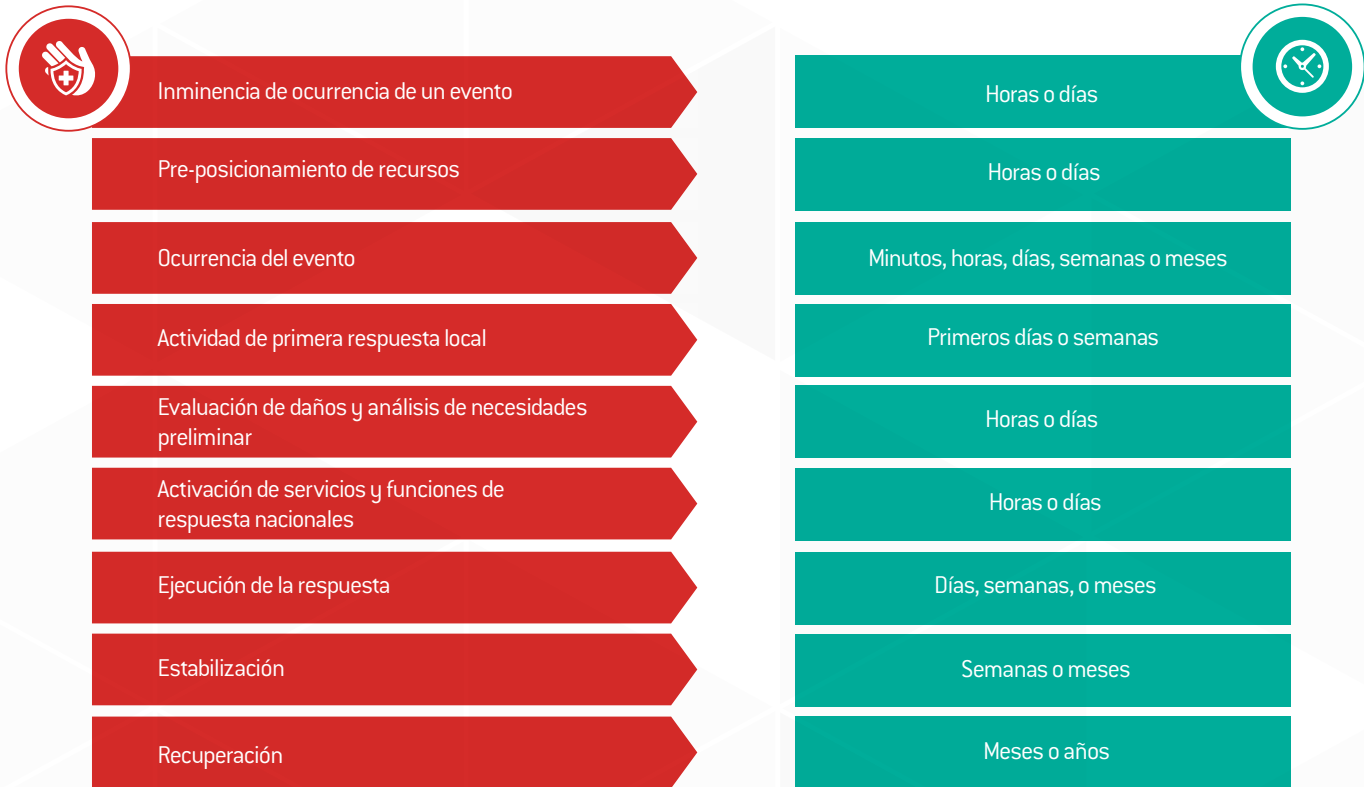 Inminencia de ocurrencia de un evento
Horas o días
Pre-posicionamiento de recursos
Horas o días
Ocurrencia del evento
Minutos, horas, días, semanas o meses
Actividad de primera respuesta local
Primeros días o semanas
Evaluación de daños y análisis de necesidades
preliminar
Horas o días
Activación de servicios y funciones de
respuesta nacionales
Horas o días
Ejecución de la respuesta
Días, semanas, o meses
Estabilización
Semanas o meses
Recuperación
Meses o años